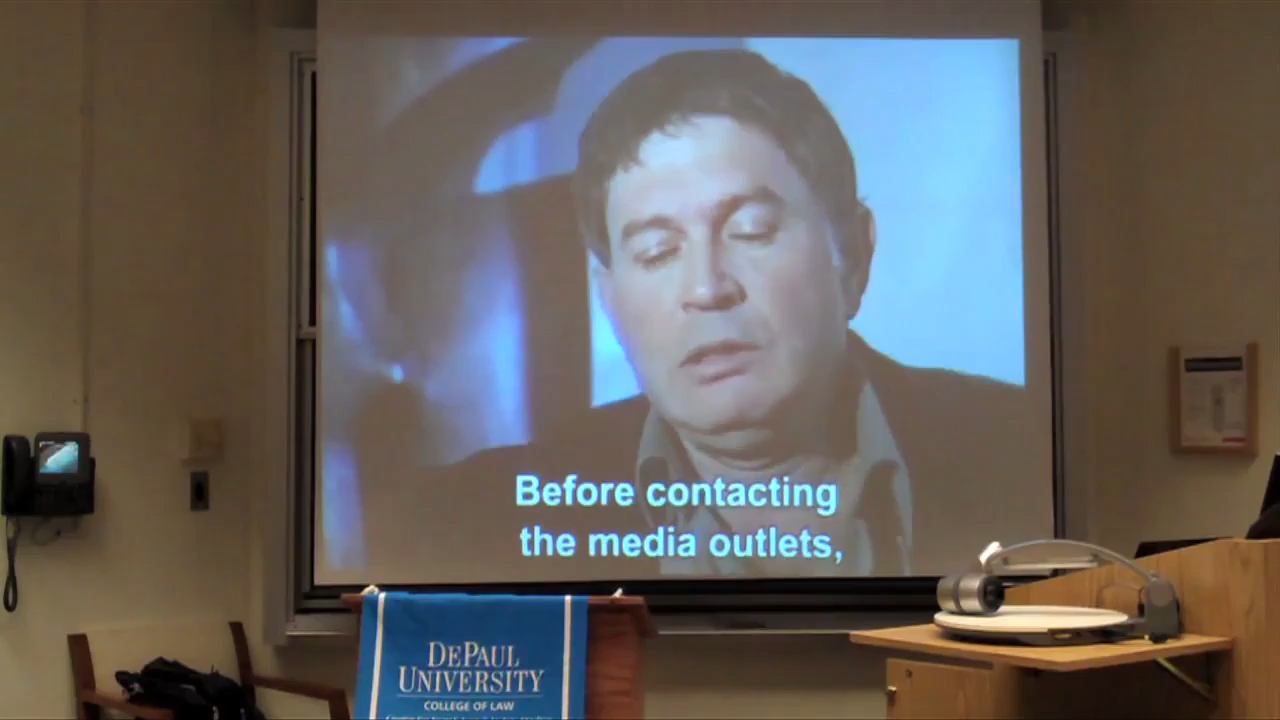 Before contacting
the media outlets,
DEPAUL
UNIVERSITY
COLLEGE OF LAW